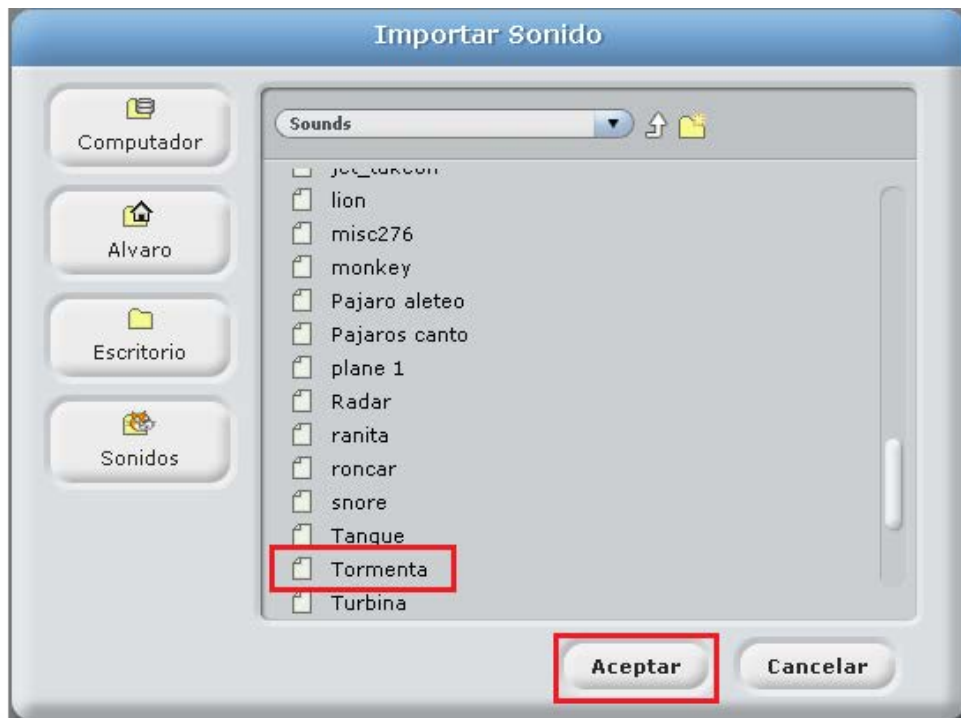 Importar Sonido
Computador
Alvaro
Escritorio
Sonidos
Sounds
lion
misc276
monkey
Pajaro aleteo
Pajaros canto
plane 1
Radar
ranita
roncar
snore
Tanque
Tormenta
Turbina
Aceptar
Cancelar